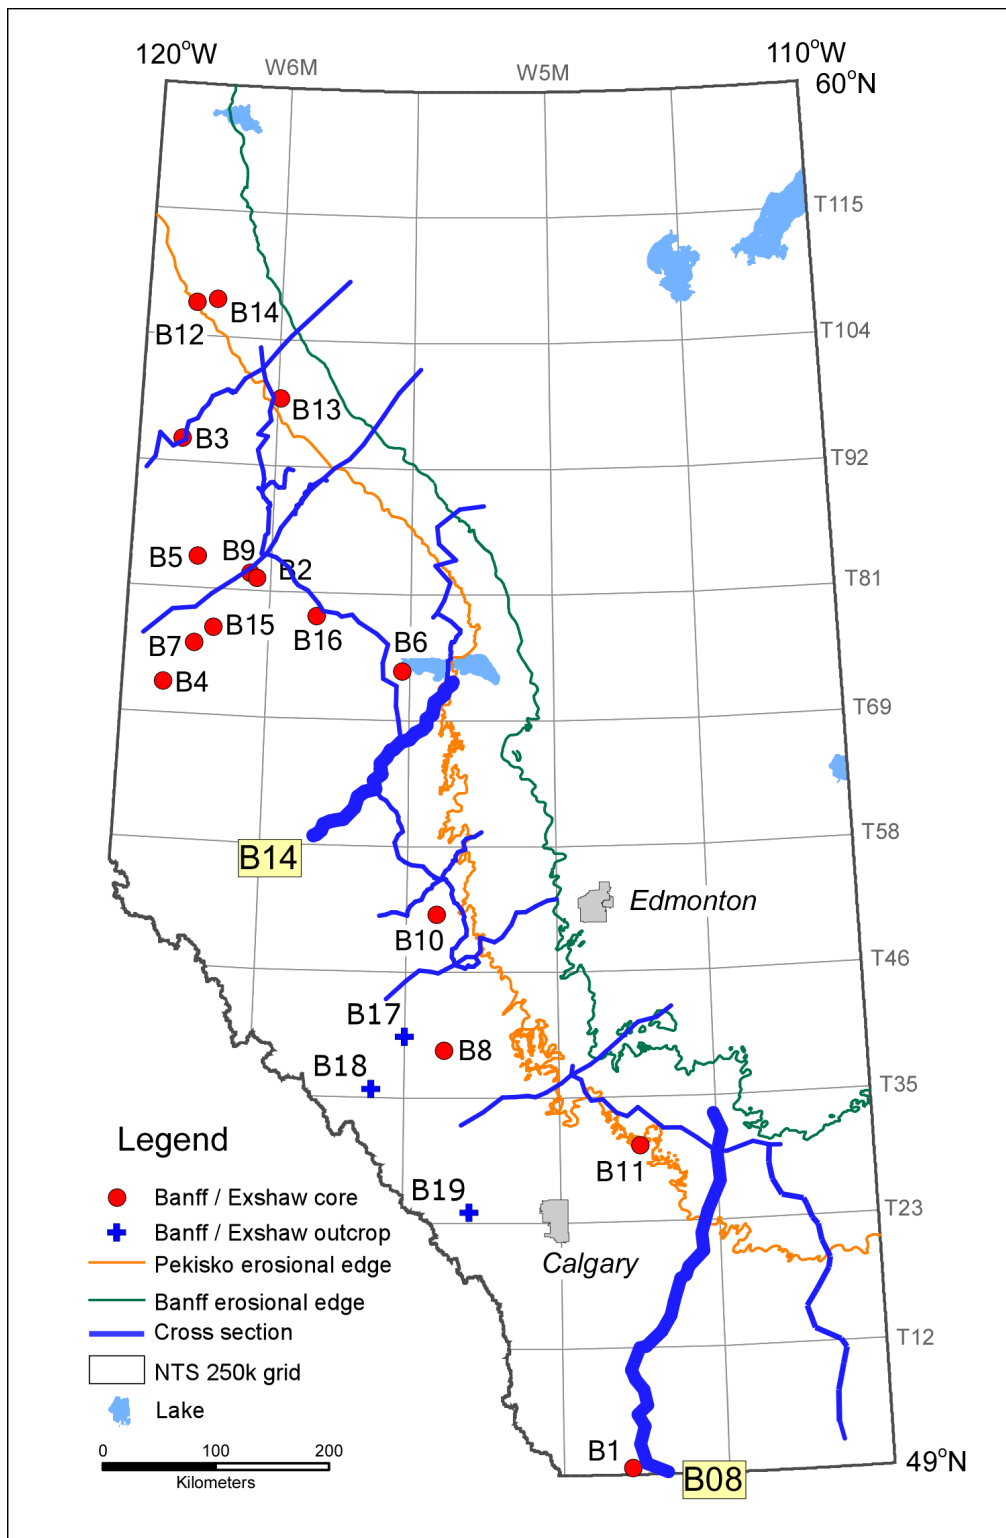 120°W
110°W
W6M
W5M
60°N
T115
B14
B12
T104
B13
B3
T92
B5
B9
B2
T81
B15
B7
B16
B6
B4
T69
T58
B14
Edmonton
B10
T46
B17
B8
B18
T35
Legend
B11
B19
Banff / Exshaw core
T23
Banff / Exshaw outcrop
Pekisko erosional edge
Calgary
Banff erosional edge
Cross section
T12
NTS 250k grid
Lake
0 100 200
Kilometers
B1
49°N
B08